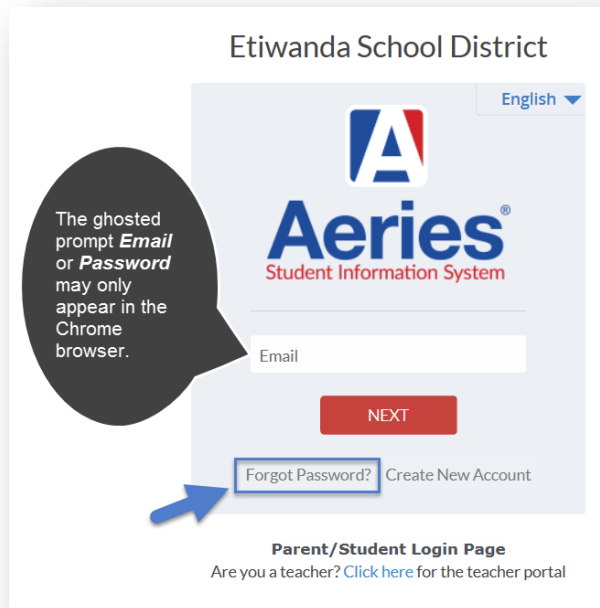 Etiwanda School District
English
A
Aeries®
Student Information System
The ghosted
prompt Email
or Password
may only
appear in the
Chrome
browser.
Email
NEXT
Forgot Password? Create New Account
Parent/Student Login Page
Are you a teacher? Click here for the teacher portal